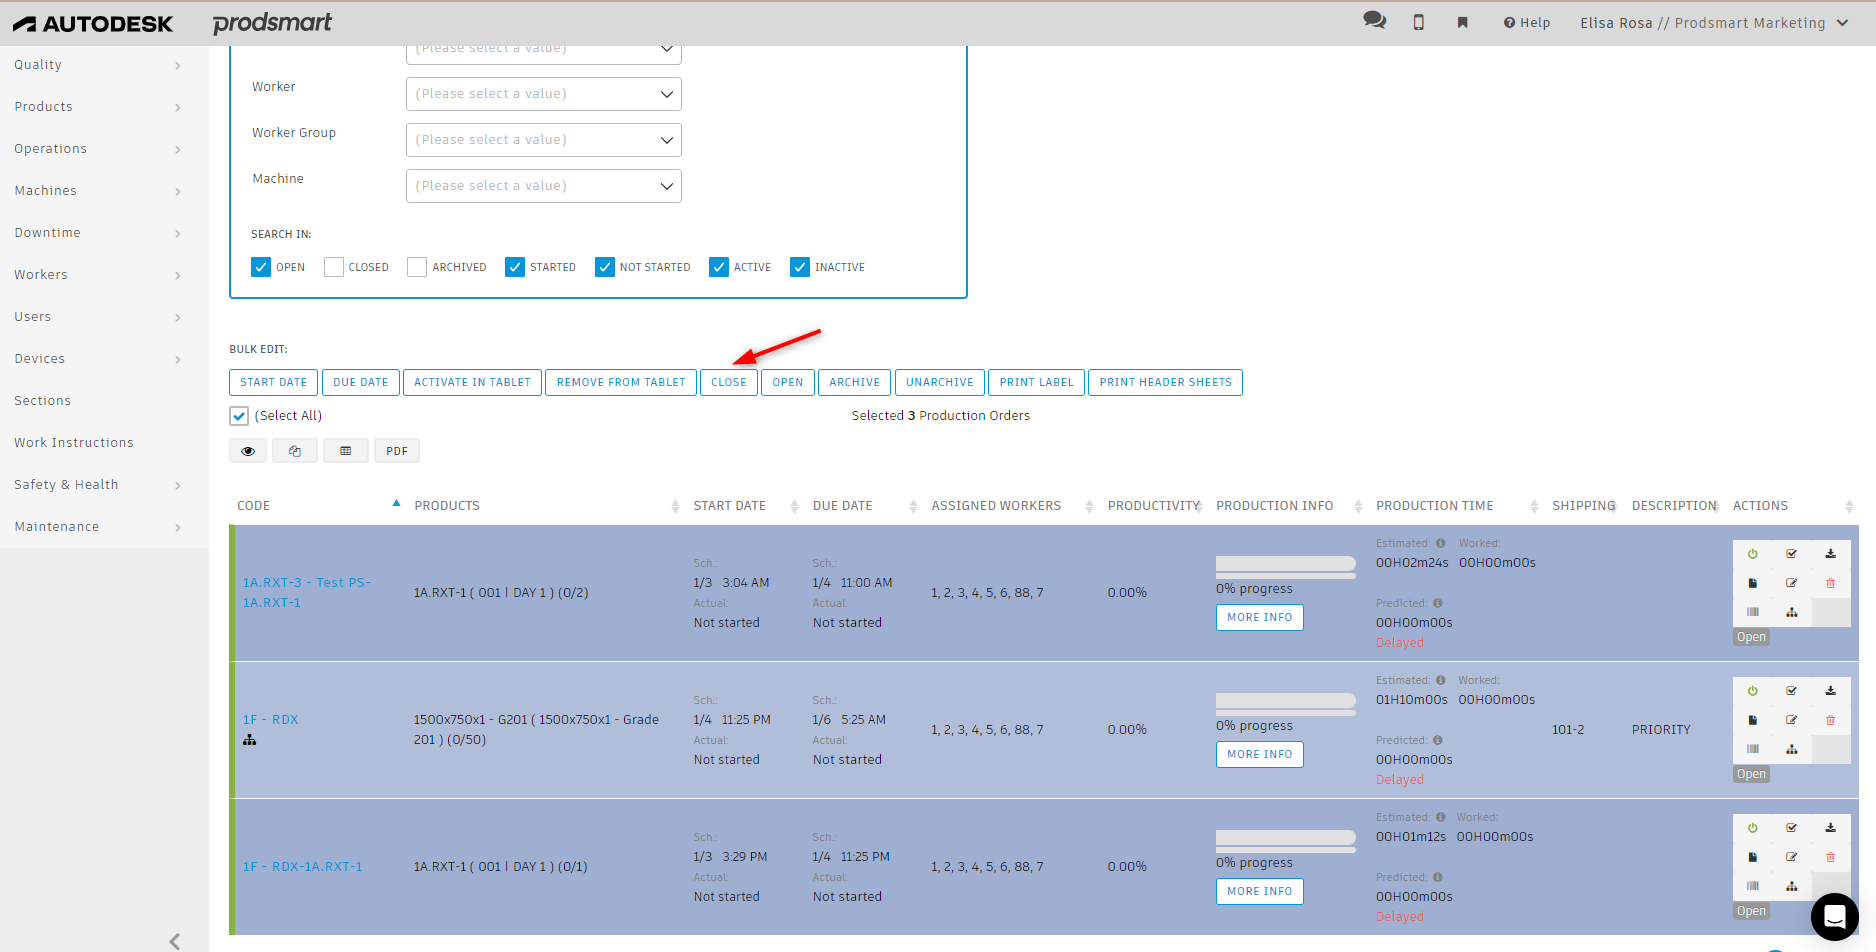 AUTODESK prodsmart Help Elisa Rosa // Prodsmart Marketing
Quality
Products
Operations
Machines
Downtime
Workers
Users
Devices
Sections
Work Instructions
Safety & Health
Maintenance
(Please select a value)
Worker (Please select a value)
Worker Group (Please select a value)
Machine (Please select a value)
SEARCH IN:
OPEN CLOSED ARCHIVED STARTED NOT STARTED ACTIVE INACTIVE
BULK EDIT:
START DATE DUE DATE ACTIVATE IN TABLET REMOVE FROM TABLET CLOSE OPEN ARCHIVE UNARCHIVE PRINT LABEL PRINT HEADER SHEETS
(Select All) Selected 3 Production Orders
PDF
CODE PRODUCTS START DATE DUE DATE ASSIGNED WORKERS PRODUCTIVITY PRODUCTION INFO PRODUCTION TIME SHIPPING DESCRIPTION ACTIONS
1A.RXT-3 - Test PS-
1A.RXT-1
1A.RXT-1 ( 001 | DAY 1 ) (0/2)
Sch.:
1/3 3:04 AM
Actual:
Not started
Sch.:
1/4 11:00 AM
Actual:
Not started
1, 2, 3, 4, 5, 6, 88, 7
0.00%
0% progress
MORE INFO
Estimated: Worked:
00H02m24s 00H00m00s
Predicted:
00H00m00s
Delayed
Open
1F - RDX
1500x750x1 - G201 ( 1500x750x1 - Grade
201 ) (0/50)
Sch.:
1/4 11:25 PM
Actual:
Not started
Sch.:
1/6 5:25 AM
Actual:
Not started
1, 2, 3, 4, 5, 6, 88, 7
0.00%
0% progress
MORE INFO
Estimated: Worked:
01H10m00s 00H00m00s
Predicted:
00H00m00s
Delayed
101-2
PRIORITY
Open
1F - RDX-1A.RXT-1
1A.RXT-1 ( 001 | DAY 1 ) (0/1)
Sch.:
1/3 3:29 PM
Actual:
Not started
Sch.:
1/4 11:25 PM
Actual:
Not started
1, 2, 3, 4, 5, 6, 88, 7
0.00%
0% progress
MORE INFO
Estimated: Worked:
00H01m12s 00H00m00s
Predicted:
00H00m00s
Delayed
Open